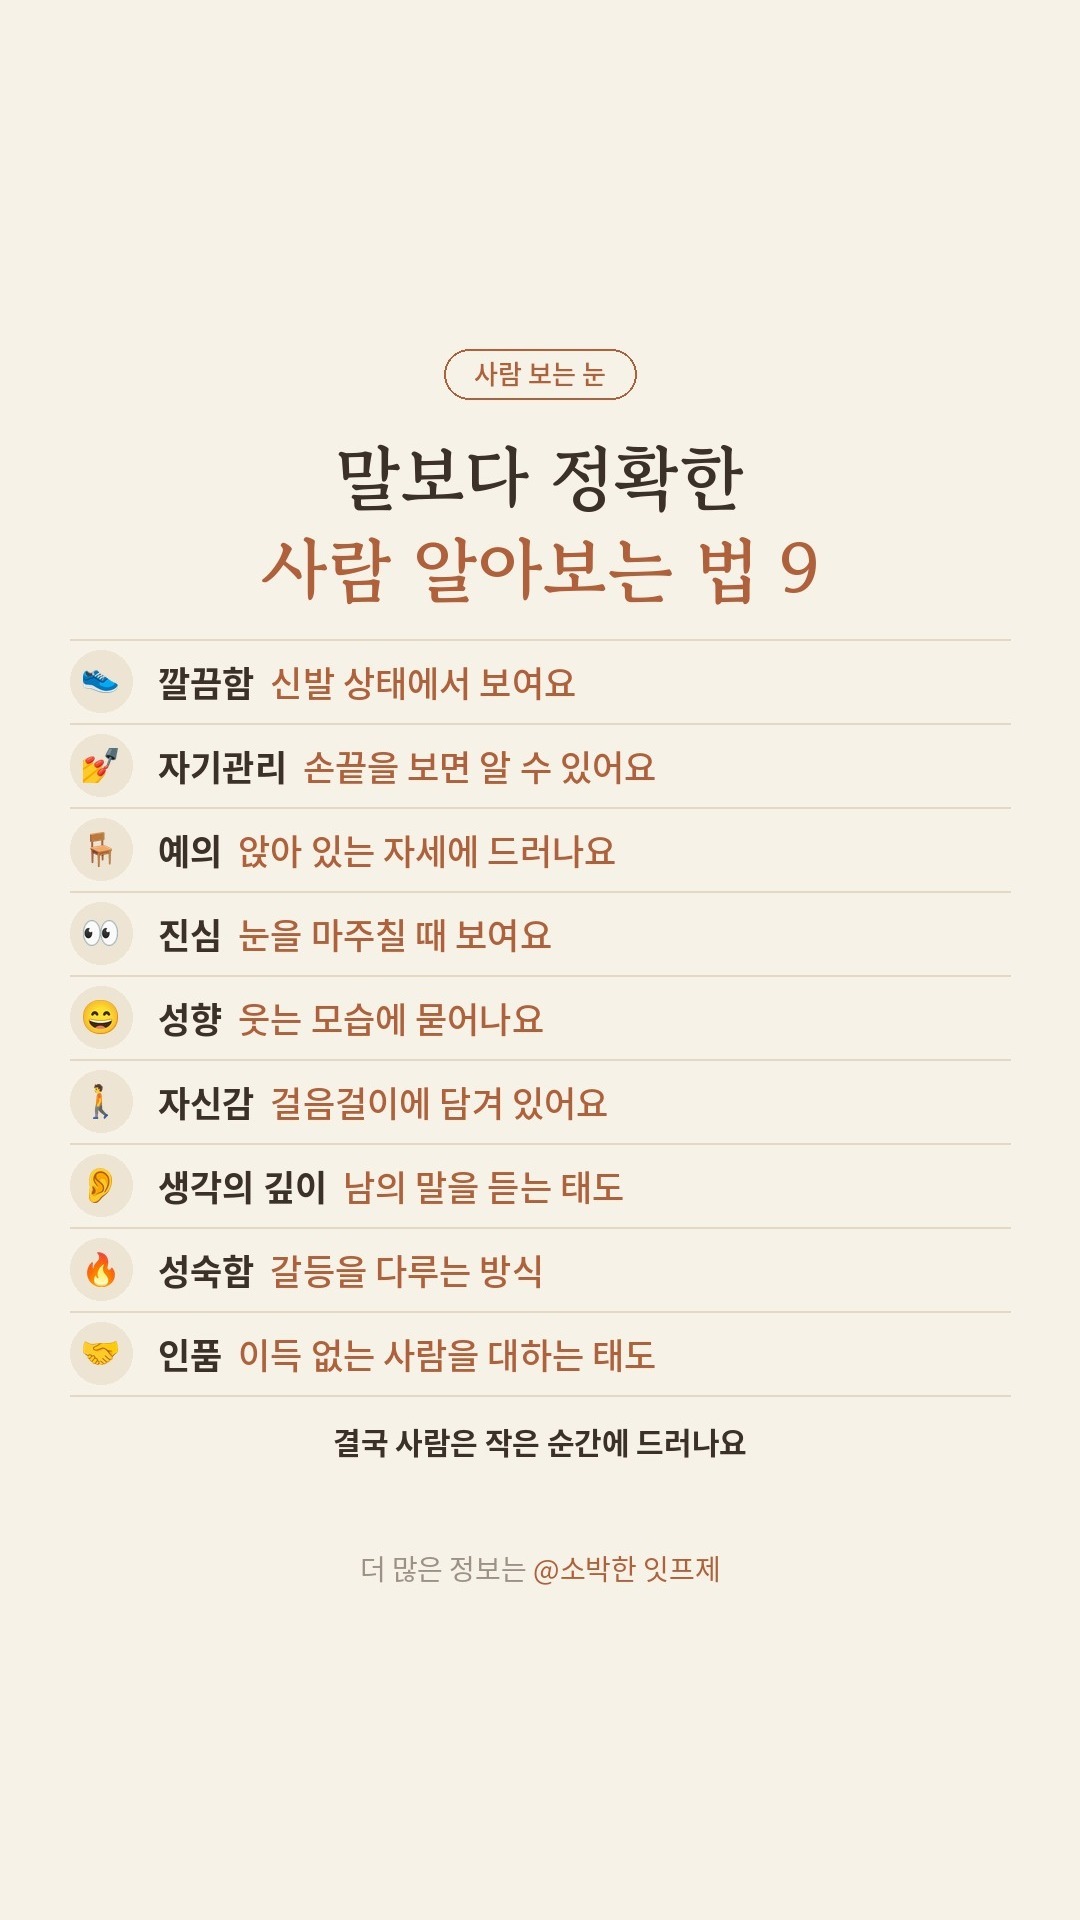 사람 보는 눈
말보다 정확한
사람 알아보는 법 9
깔끔함 신발 상태에서 보여요
자기관리 손끝을 보면 알 수 있어요
예의 앉아 있는 자세에 드러나요
진심 눈을 마주칠 때 보여요
성향 웃는 모습에 묻어나요
자신감 걸음걸이에 담겨 있어요
생각의 깊이 남의 말을 듣는 태도
성숙함 갈등을 다루는 방식
인품 이득 없는 사람을 대하는 태도
결국 사람은 작은 순간에 드러나요
더 많은 정보는 @소박한 잇프제